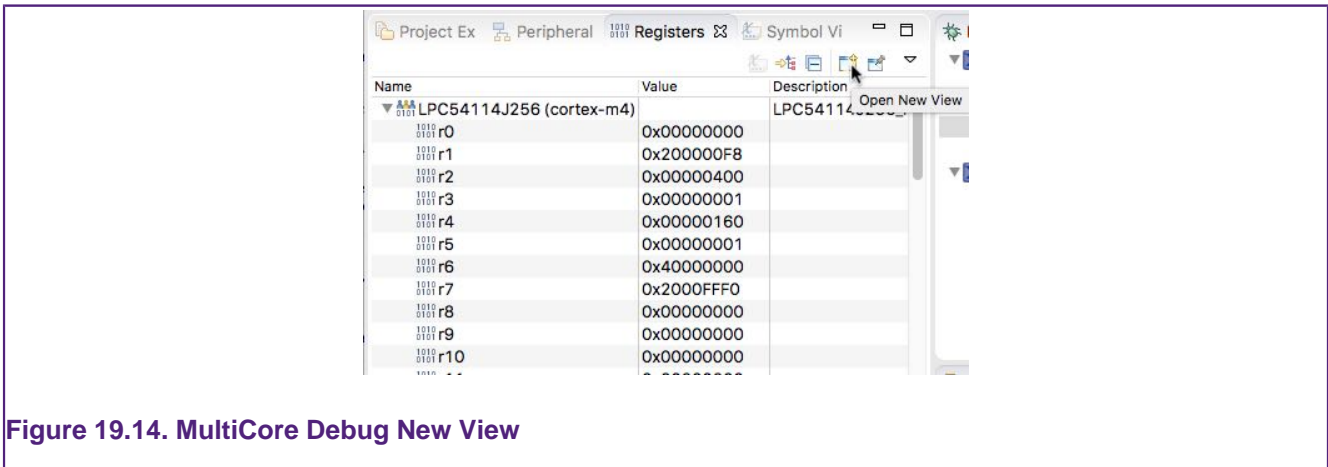 Project Ex Peripheral Registers Symbol Vi
Name Value Description
Open New View
LPC54114J256 (cortex-m4) LPC54114J256_
r0 0x00000000
r1 0x200000F8
r2 0x00000400
r3 0x00000001
r4 0x00000160
r5 0x00000001
r6 0x40000000
r7 0x2000FFF0
r8 0x00000000
r9 0x00000000
r10 0x00000000
Figure 19.14. MultiCore Debug New View